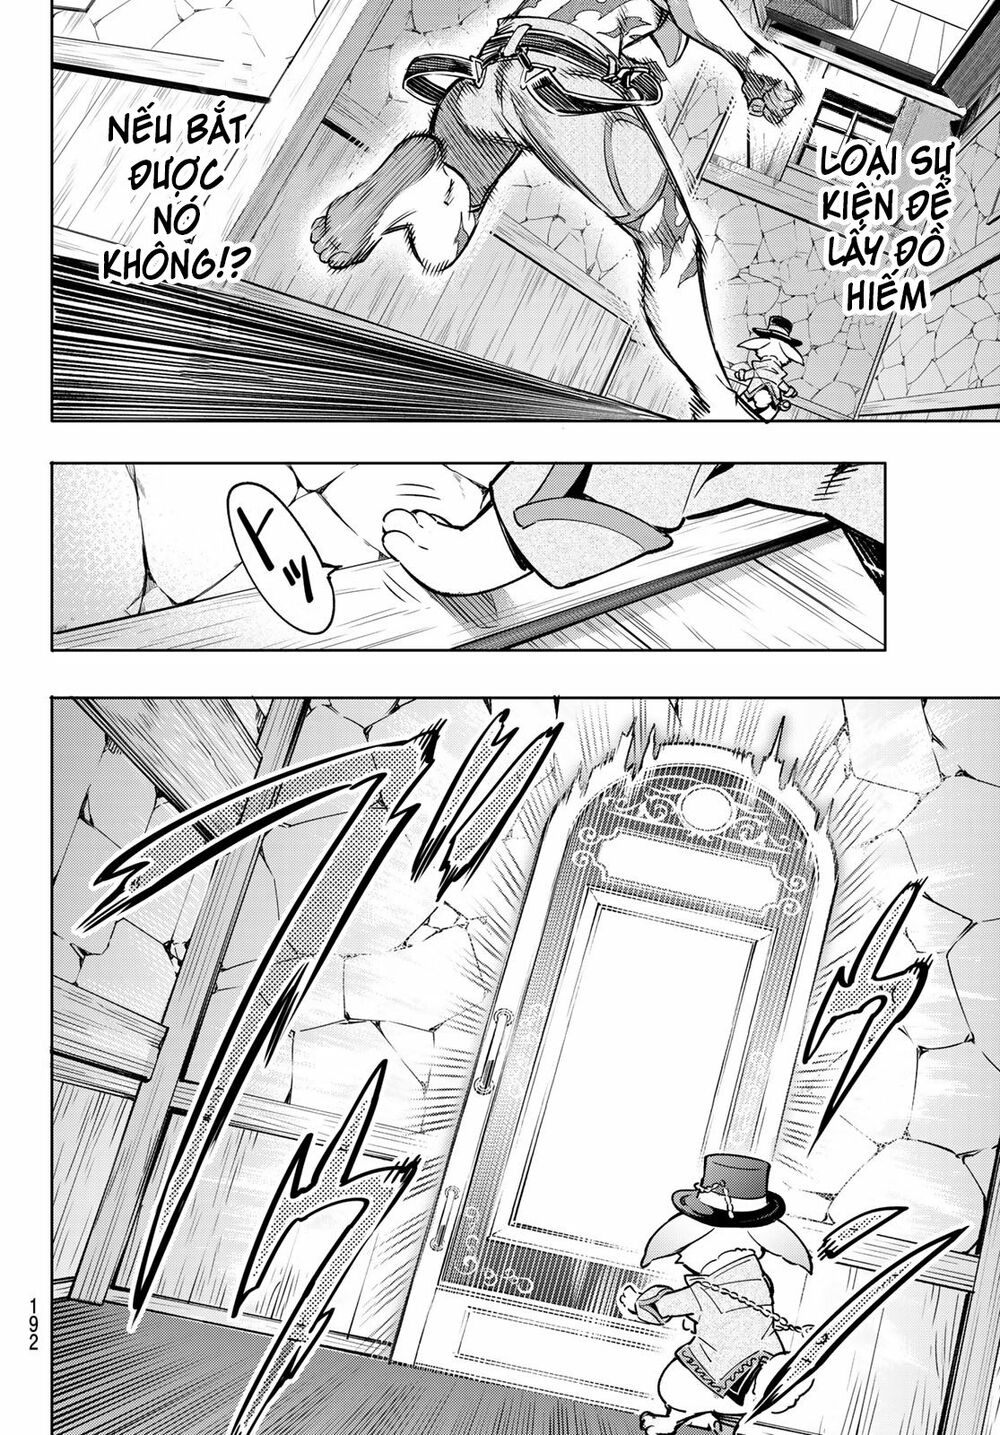 LOẠI SỰ
KIỆN ĐỂ
LẤY ĐỒ
HIẾM
NẾU BẮT
ĐƯỢC
NÓ
KHÔNG!?
トッ
192